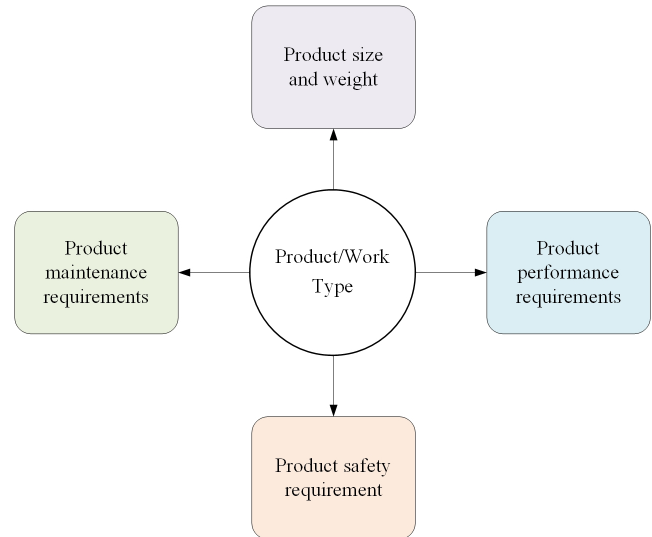 Product size
and weight
Product
maintenance
requirements
Product/Work
Type
Product
performance
requirements
Product safety
requirement